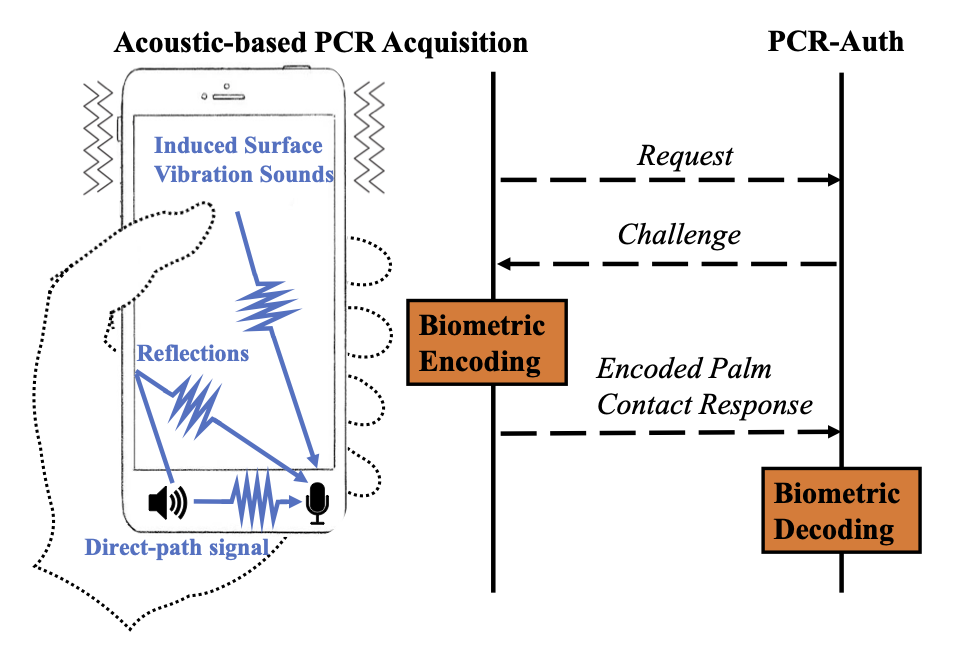 Acoustic-based PCR Acquisition
PCR-Auth
Induced Surface
Vibration Sounds
Reflections
Direct-path signal
Request
Challenge
Biometric
Encoding
Encoded Palm
Contact Response
Biometric
Decoding